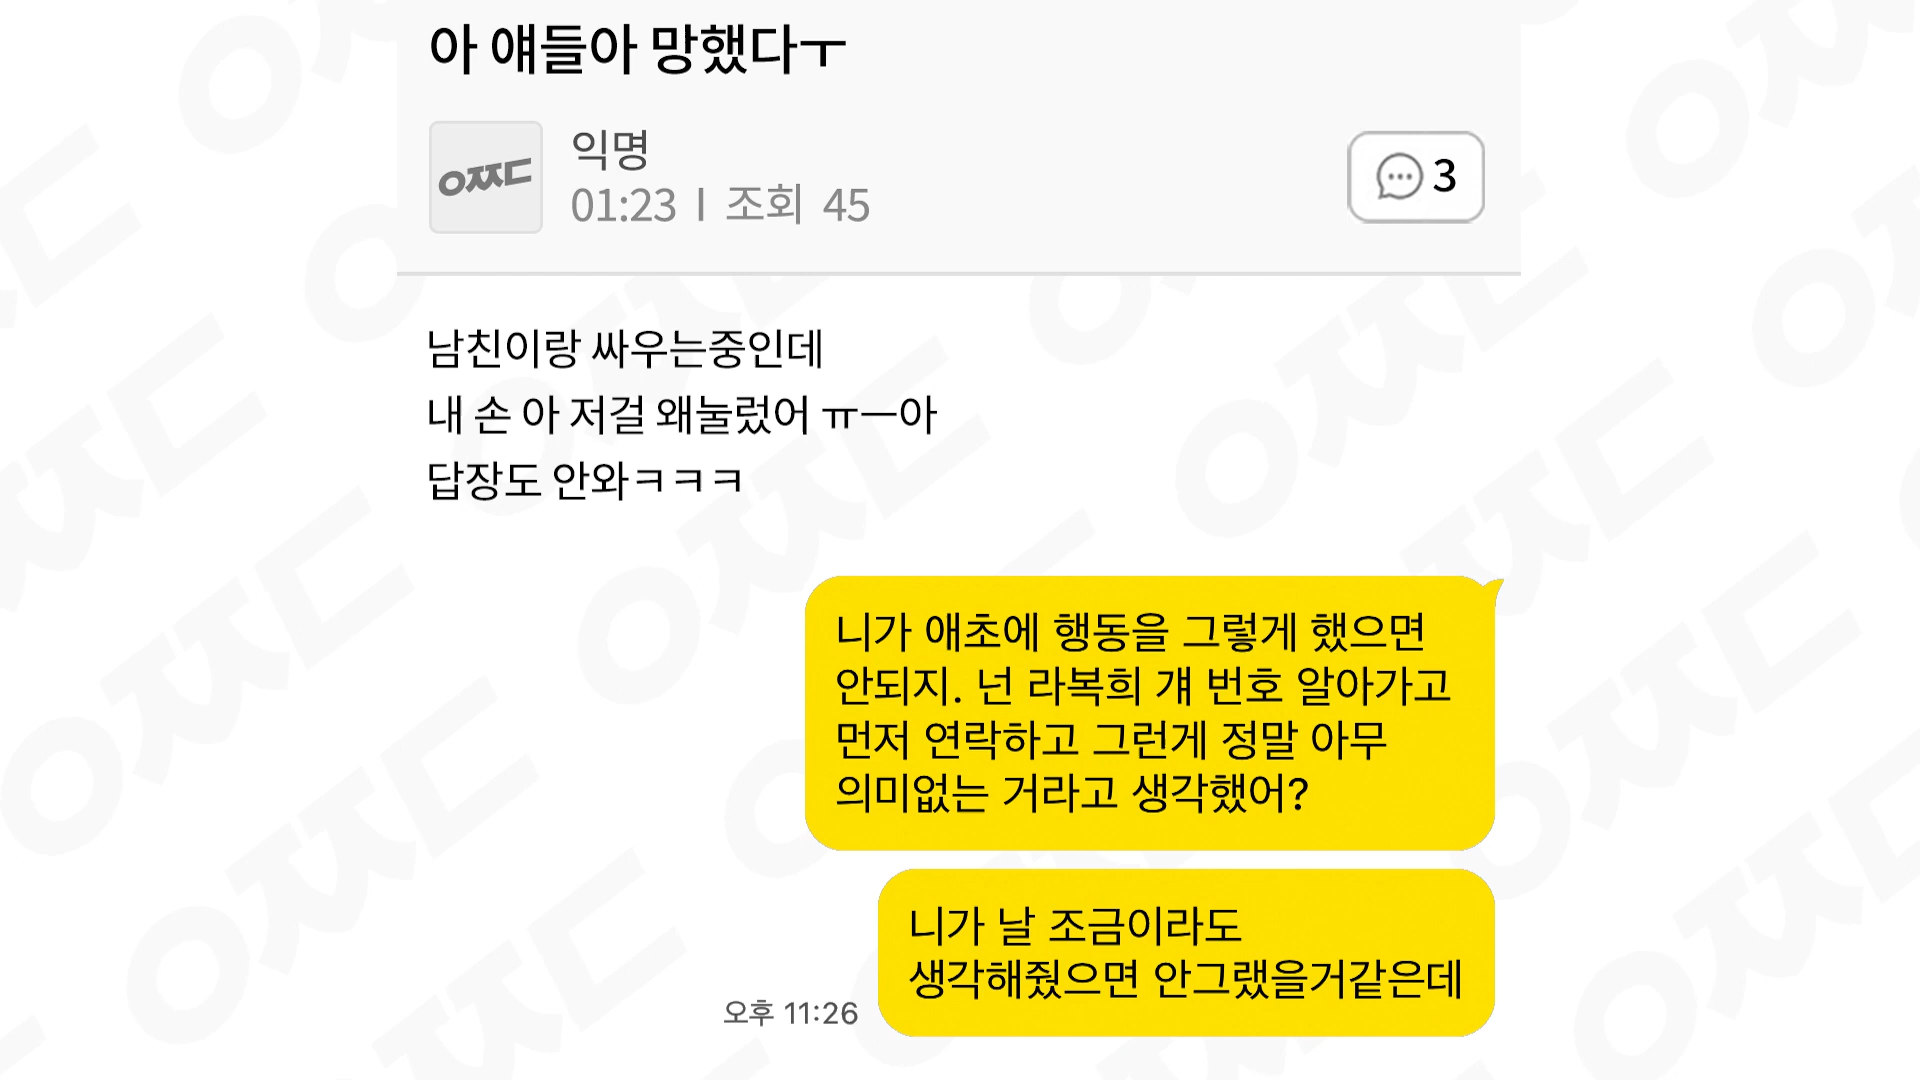 아 얘들아 망했다ㅜ
어쩌다
익명
01:23 | 조회 45
3
남친이랑 싸우는중인데
내 손 아 저걸 왜눌렀어 ㅠㅡ아
답장도 안와ㅋㅋㅋ
니가 애초에 행동을 그렇게 했으면
안되지. 넌 라복희 걔 번호 알아가고
먼저 연락하고 그런게 정말 아무
의미없는 거라고 생각했어?
니가 날 조금이라도
생각해줬으면 안그랬을거같은데
오후 11:26